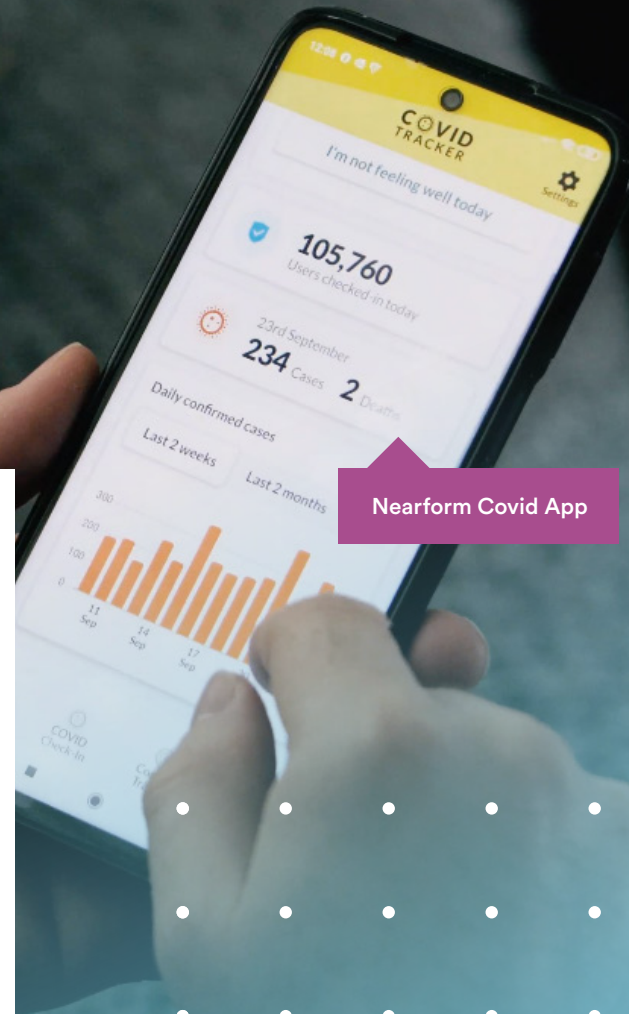 12:08
COVID
TRACKER
Settings
I'm not feeling well today
105,760
Users checked-in today
23rd September
234 Cases 2 Deaths
Daily confirmed cases
Last 2 weeks Last 2 months
Nearform Covid App
300
200
100
0
11
Sep
14
Sep
17
Sep
COVID
Check-In